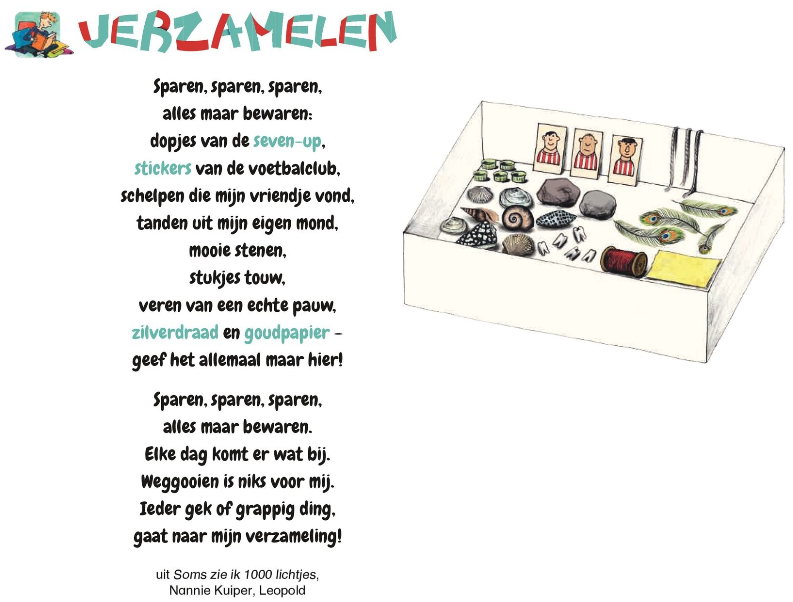 VERZAMELEN
Sparen, sparen, sparen,
alles maar bewaren:
dopjes van de seven-up,
stickers van de voetbalclub,
schelpen die mijn vriendje vond,
tanden uit mijn eigen mond,
mooie stenen,
stukjes touw,
veren van een echte pauw,
zilverdraad en goudpapier -
geef het allemaal maar hier!
Sparen, sparen, sparen,
alles maar bewaren.
Elke dag komt er wat bij.
Weggooien is niks voor mij.
Ieder gek of grappig ding,
gaat naar mijn verzameling!
uit Soms zie ik 1000 lichtjes,
Nannie Kuiper, Leopold